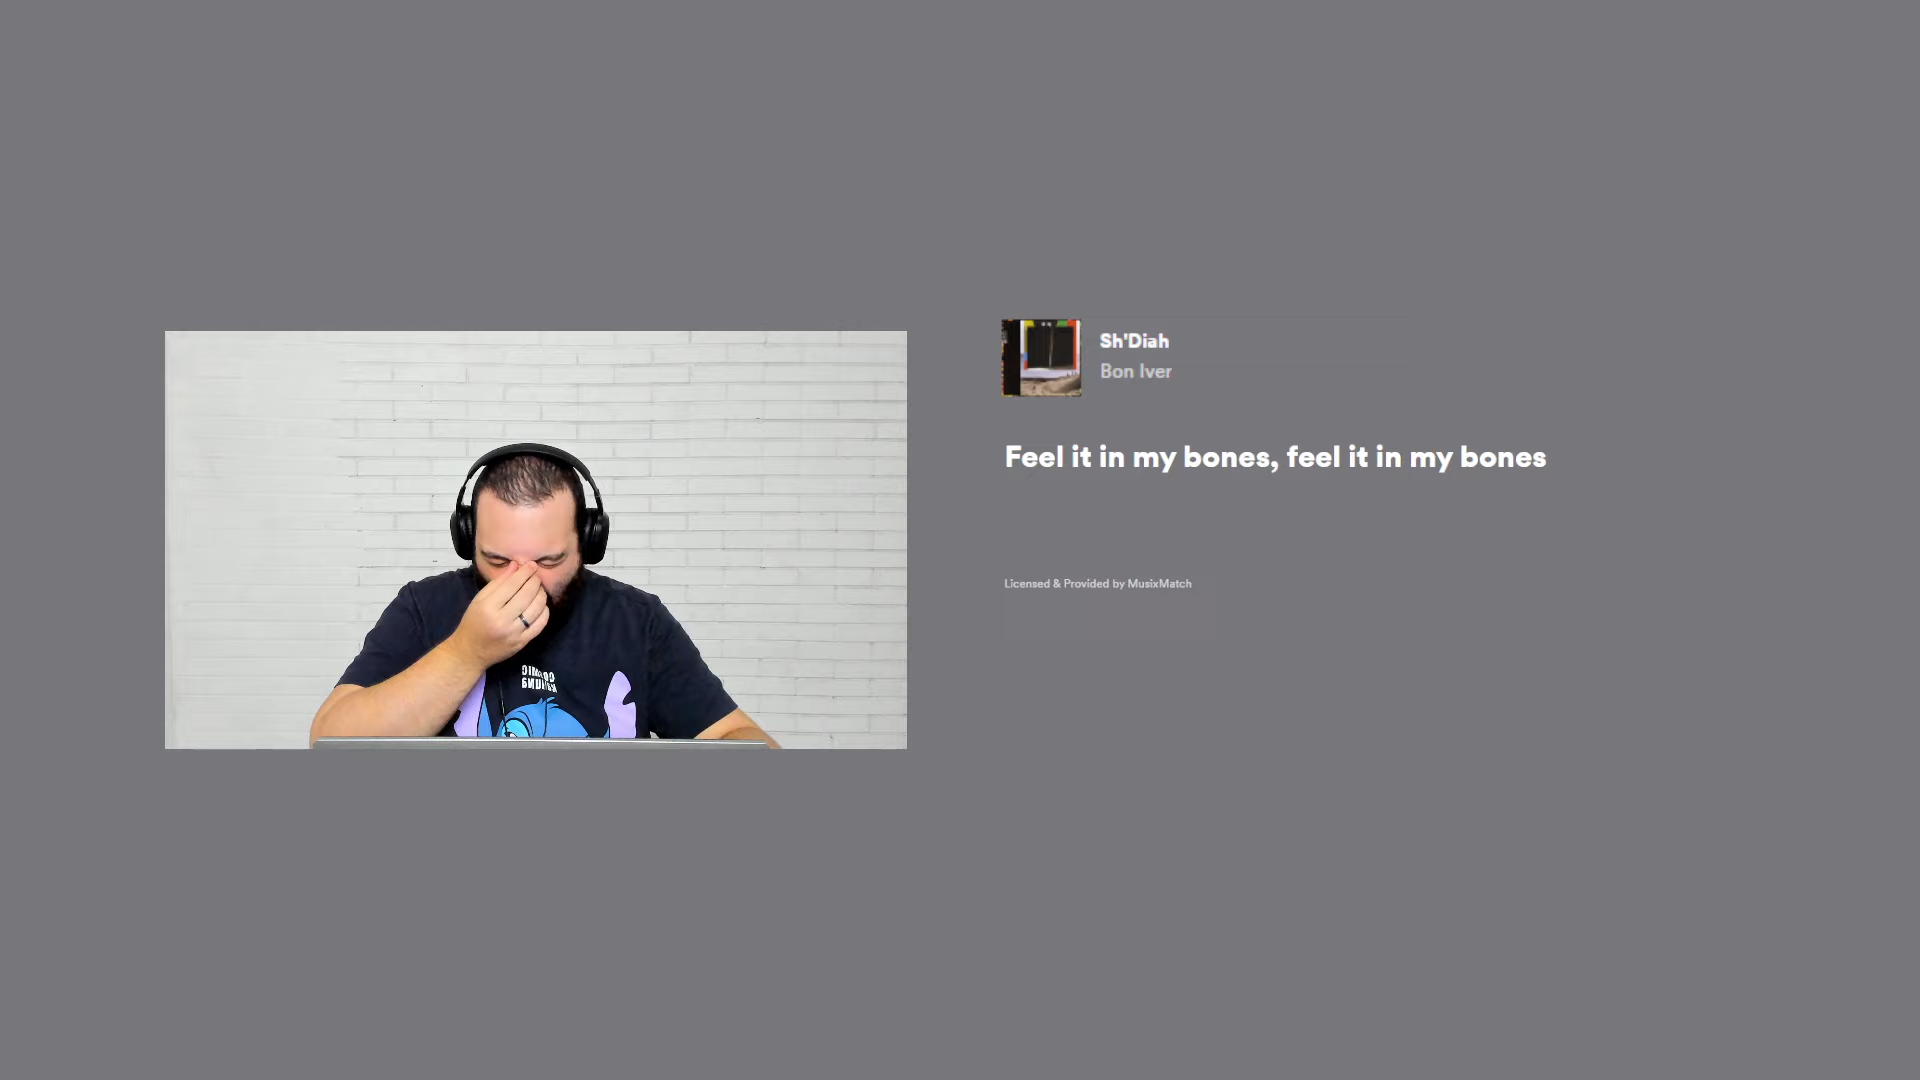 Sh'Diah
Bon Iver
Feel it in my bones, feel it in my bones
Licensed & Provided by MusixMatch